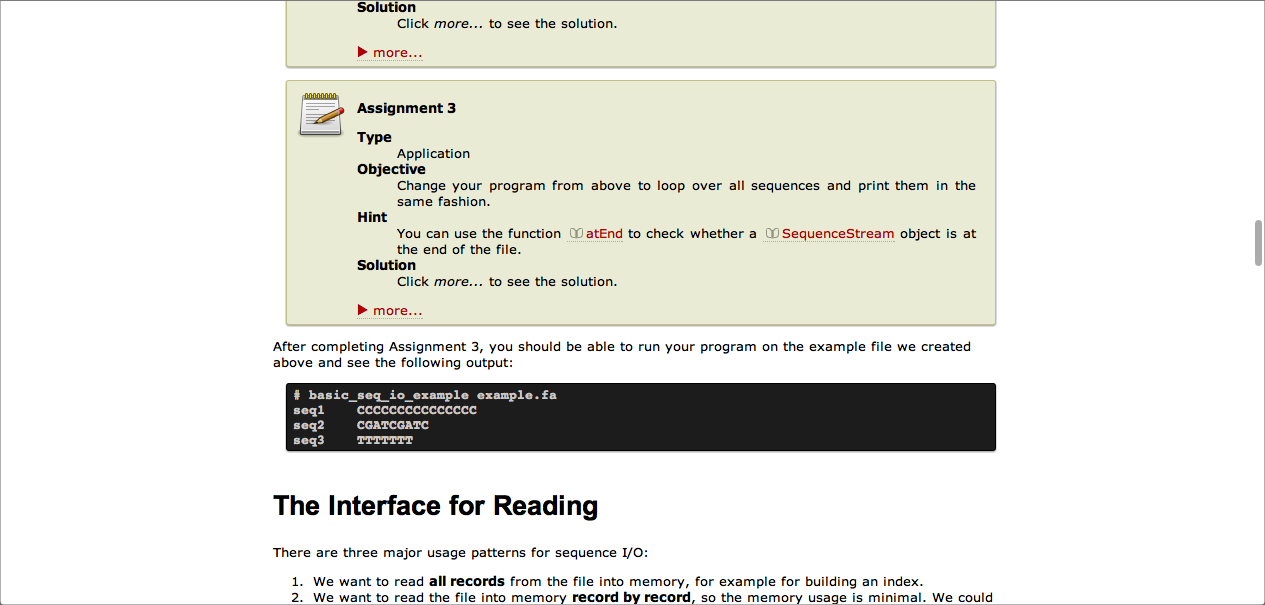 Solution
Click more... to see the solution.
▶ more...
Assignment 3
Type
Application
Objective
Change your program from above to loop over all sequences and print them in the
same fashion.
Hint
You can use the function atEnd to check whether a SequenceStream object is at
the end of the file.
Solution
Click more... to see the solution.
▶ more...
After completing Assignment 3, you should be able to run your program on the example file we created
above and see the following output:
# basic_seq_io_example example.fa
seq1    CCCCCCCCCCCCCCC
seq2    CGATCGATC
seq3    TTTTTTT
The Interface for Reading
There are three major usage patterns for sequence I/O:
1. We want to read all records from the file into memory, for example for building an index.
2. We want to read the file into memory record by record, so the memory usage is minimal. We could